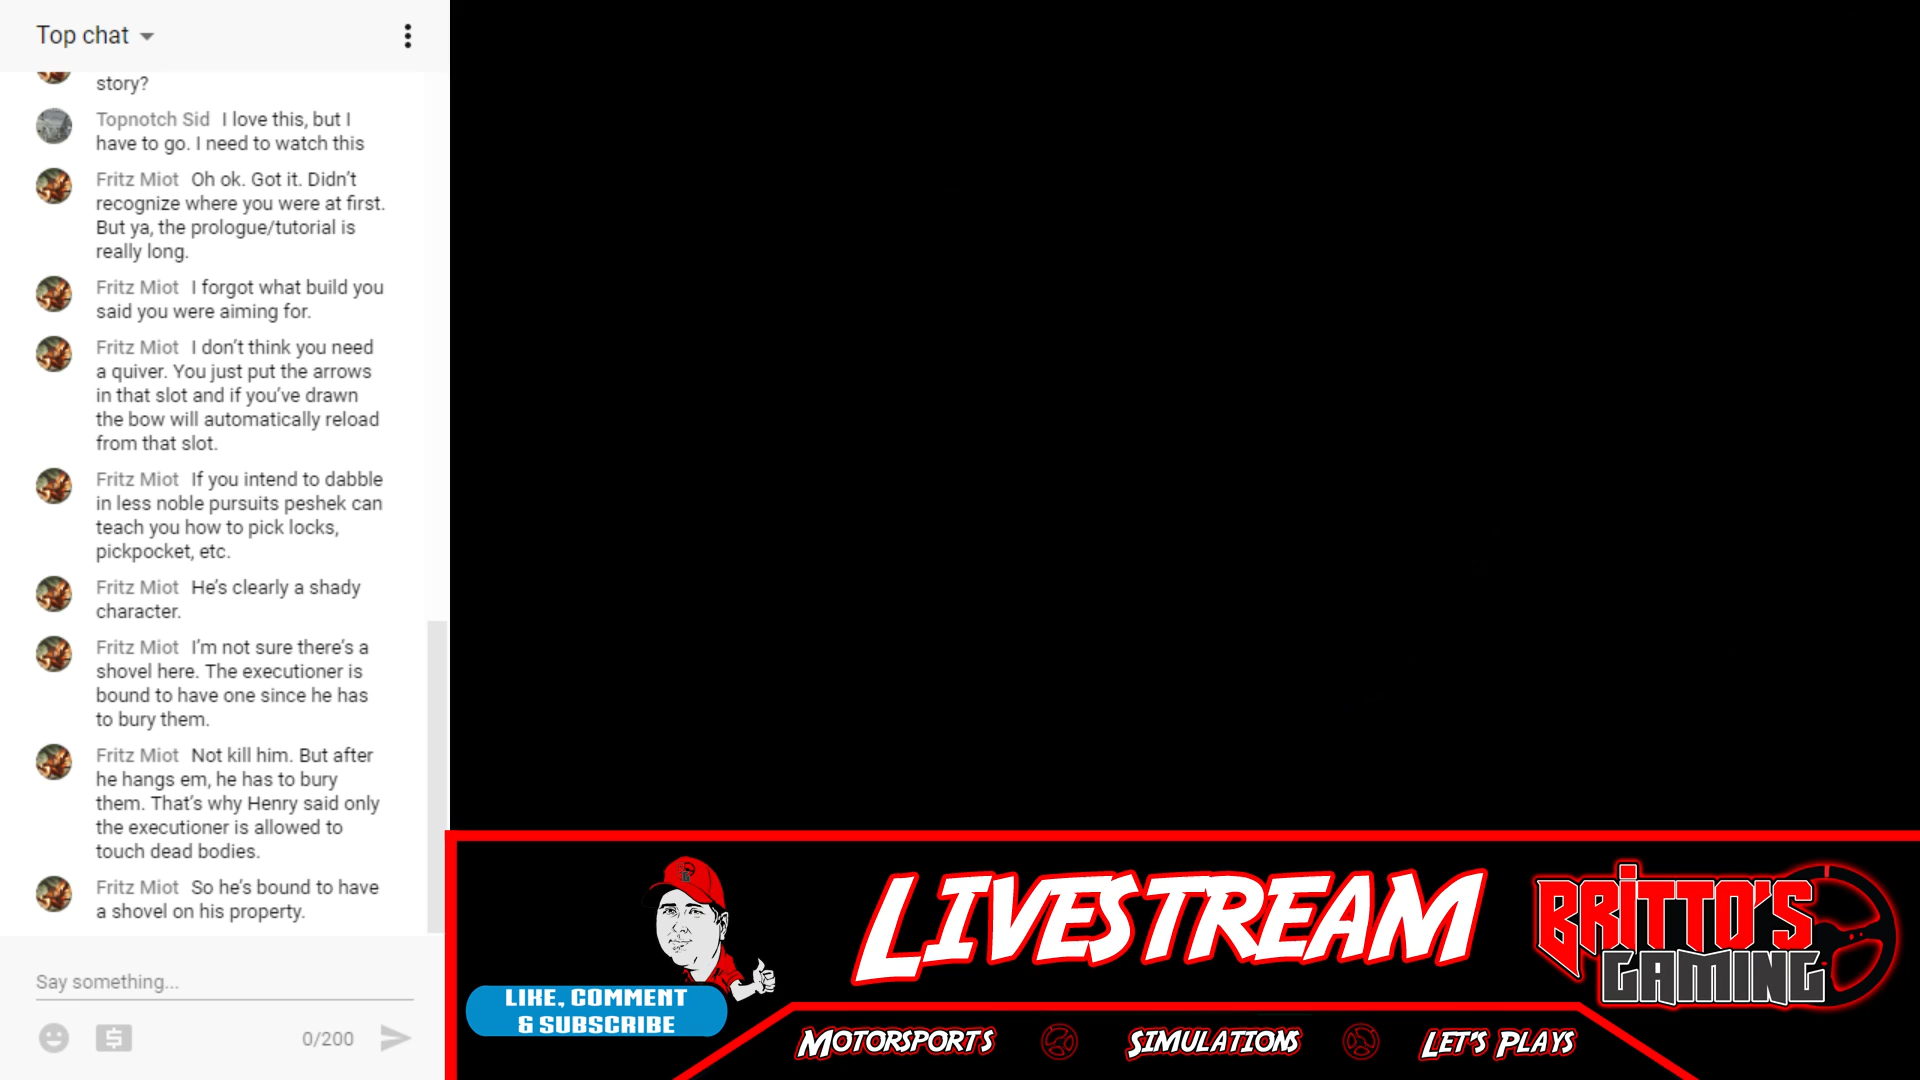 Top chat
story?
Topnotch Sid I love this, but I
have to go. I need to watch this
Fritz Miot Oh ok. Got it. Didn't
recognize where you were at first.
But ya, the prologue/tutorial is
really long.
Fritz Miot I forgot what build you
said you were aiming for.
Fritz Miot I don't think you need
a quiver. You just put the arrows
in that slot and if you've drawn
the bow will automatically reload
from that slot.
Fritz Miot If you intend to dabble
in less noble pursuits peshek can
teach you how to pick locks,
pickpocket, etc.
Fritz Miot He's clearly a shady
character.
Fritz Miot I'm not sure there's a
shovel here. The executioner is
bound to have one since he has
to bury them.
Fritz Miot Not kill him. But after
he hangs em, he has to bury
them. That's why Henry said only
the executioner is allowed to
touch dead bodies.
Fritz Miot So he's bound to have
a shovel on his property.
Say something...
0/200
LIKE, COMMENT
& SUBSCRIBE
LIVESTREAM
BRITTO'S
GAMING
MOTORSPORTS
SIMULATIONS
LET'S PLAYS